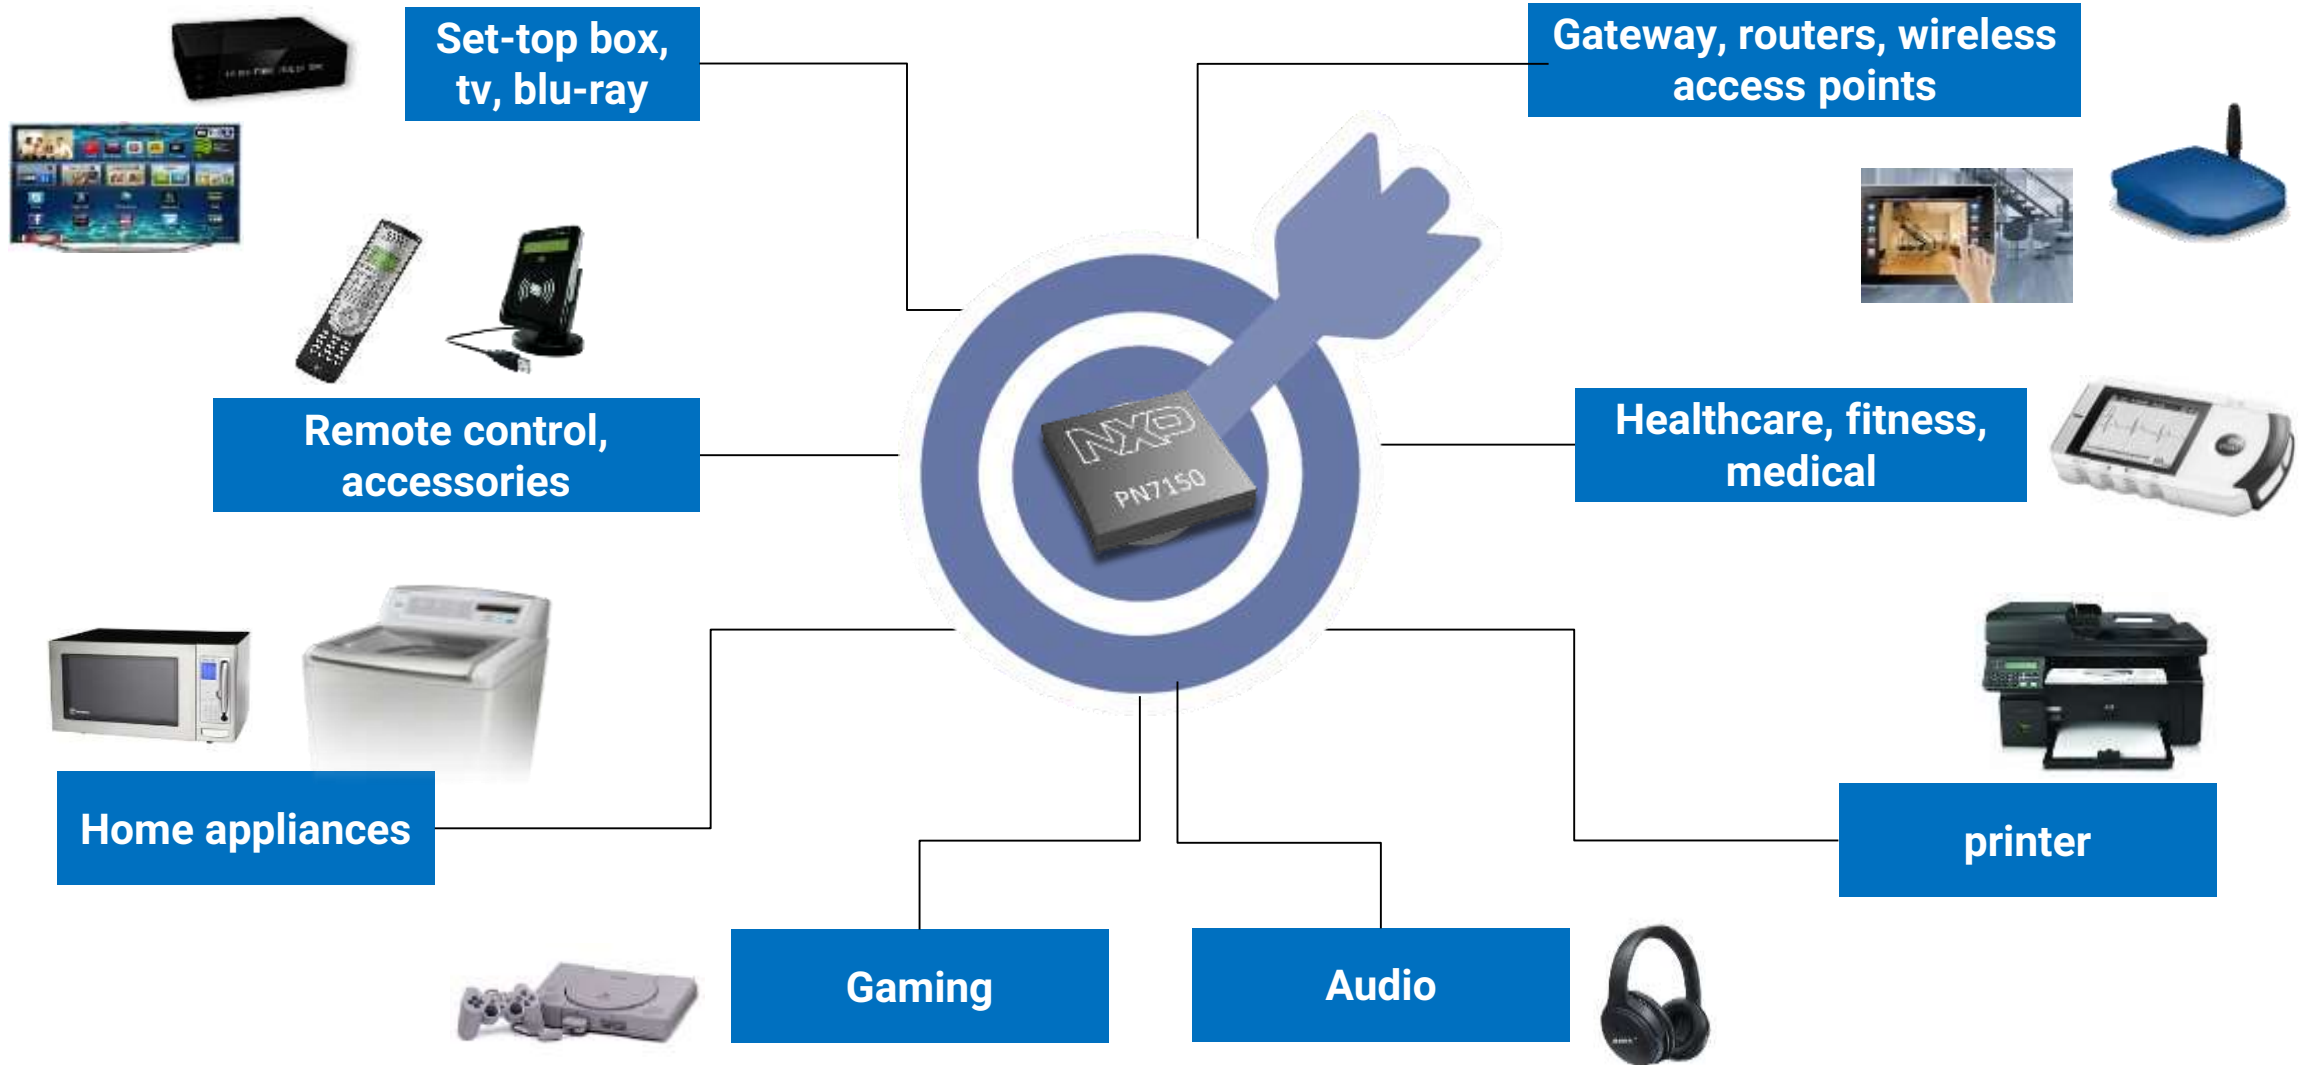 Set-top box,
tv, blu-ray
Gateway, routers, wireless
access points
Remote control,
accessories
Healthcare, fitness,
medical
NXP
PN7150
Home appliances
printer
Gaming
Audio